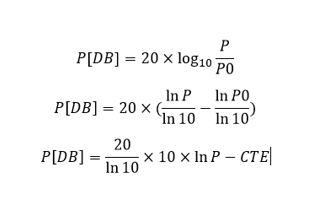 P[DB] = 20 × log₁₀ P/P0
P[DB] = 20 × (ln P/ln 10 − ln P0/ln 10)
P[DB] = 20/ln 10 × 10 × ln P − CTE